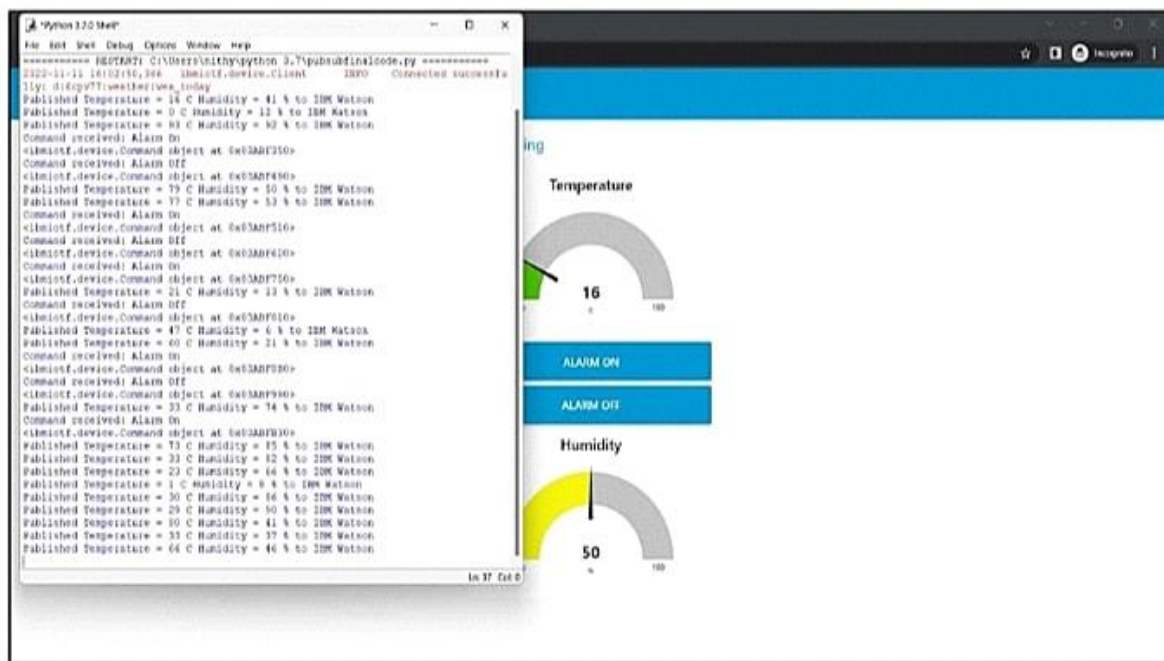 *Python 3.7.0 Shell*
File Edit Shell Debug Options Window Help
=========== RESTART: C:\Users\nithy\python 3.7\pubsubfinalcode.py ===========
2022-11-11 16:02:50,366 ibmiotf.device.Client INFO Connected successfu
lly:
Published Temperature = 16 C Humidity = 41 % to IBM Watson
Published Temperature = 0 C Humidity = 12 % to IBM Watson
Published Temperature = 93 C Humidity = 92 % to IBM Watson
Command received: Alarm On
<ibmiotf.device.Command object at
Command received: Alarm Off
<ibmiotf.device.Command object at
Published Temperature = 79 C Humidity = 50 % to IBM Watson
Published Temperature = 77 C Humidity = 53 % to IBM Watson
Command received: Alarm On
<ibmiotf.device.Command object at
Command received: Alarm Off
<ibmiotf.device.Command object at
Command received: Alarm On
<ibmiotf.device.Command object at
Published Temperature = 21 C Humidity = 13 % to IBM Watson
Command received: Alarm Off
<ibmiotf.device.Command object at
Published Temperature = 47 C Humidity = 6 % to IBM Watson
Published Temperature = 60 C Humidity = 21 % to IBM Watson
Command received: Alarm On
<ibmiotf.device.Command object at
Command received: Alarm Off
<ibmiotf.device.Command object at
Published Temperature = 33 C Humidity = 74 % to IBM Watson
Command received: Alarm On
<ibmiotf.device.Command object at
Published Temperature = 73 C Humidity = 85 % to IBM Watson
Published Temperature = 33 C Humidity = 82 % to IBM Watson
Published Temperature = 23 C Humidity = 66 % to IBM Watson
Published Temperature = 1 C Humidity = % to IBM Watson
Published Temperature = 30 C Humidity = 86 % to IBM Watson
Published Temperature = 29 C Humidity = 50 % to IBM Watson
Published Temperature = 80 C Humidity = 41 % to IBM Watson
Published Temperature = 33 C Humidity = 37 % to IBM Watson
Published Temperature = 66 C Humidity = 46 % to IBM Watson
Ln: 37 Col: 0
Incognito
ing
Temperature
16
C
100
ALARM ON
ALARM OFF
Humidity
50
%
100